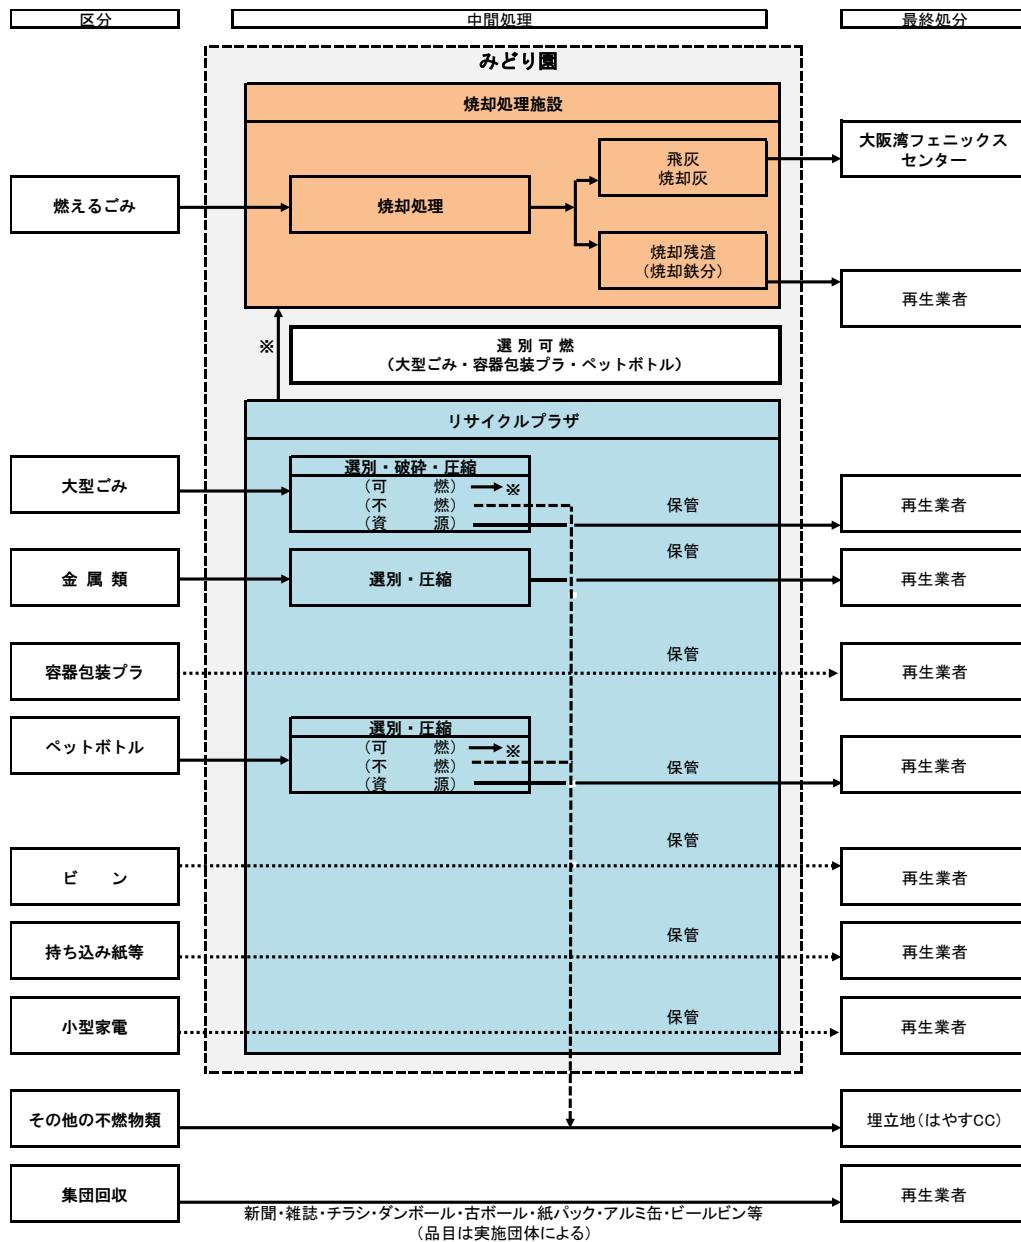 区分
中間処理
最終処分
みどり園
焼却処理施設
燃えるごみ
焼却処理
飛灰
焼却灰
焼却残渣
（焼却鉄分）
大阪湾フェニックス
センター
再生業者
※
選 別 可 燃
（大型ごみ・容器包装プラ・ペットボトル）
リサイクルプラザ
大型ごみ
選別・破砕・圧縮
（可　　　燃）
※
（不　　　燃）
（資　　　源）
保管
再生業者
金 属 類
選別・圧縮
保管
再生業者
容器包装プラ
保管
再生業者
ペットボトル
選別・圧縮
（可　　　燃）
※
（不　　　燃）
（資　　　源）
保管
再生業者
ビ　　ン
保管
再生業者
持ち込み紙等
保管
再生業者
小型家電
保管
再生業者
その他の不燃物類
埋立地（はやすCC）
集団回収
新聞・雑誌・チラシ・ダンボール・古ボール・紙パック・アルミ缶・ビールビン等
（品目は実施団体による）
再生業者